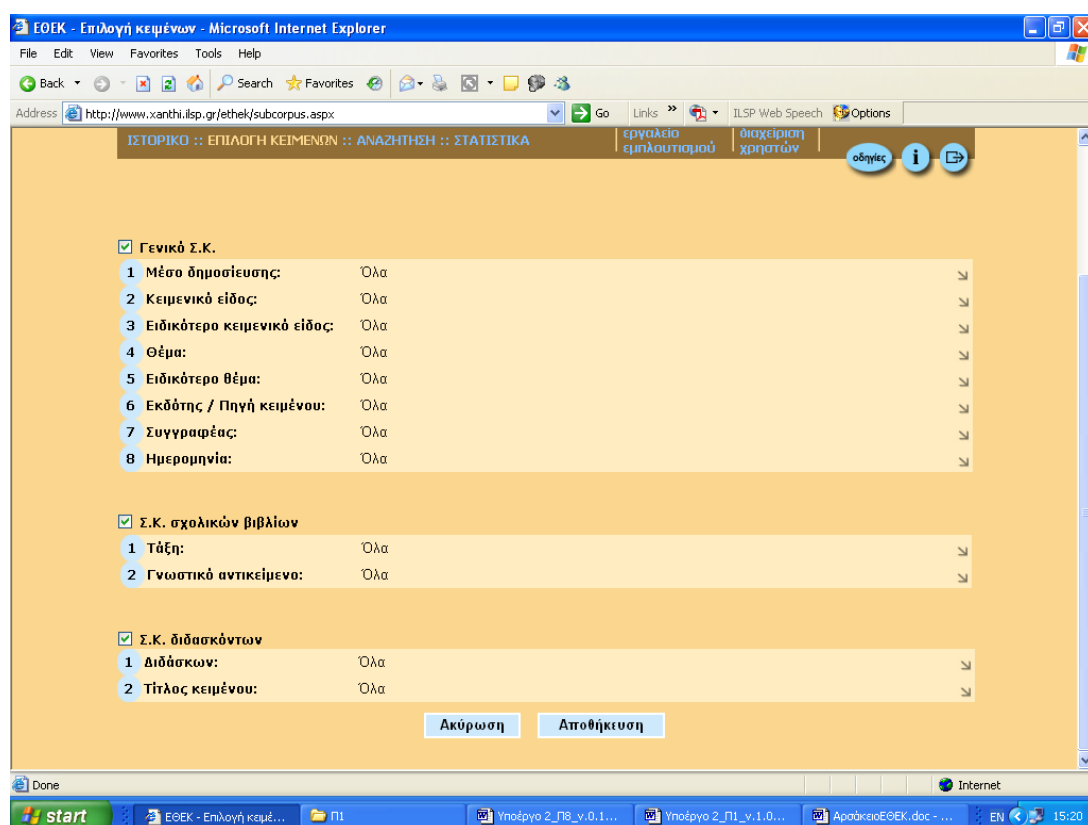 ΕΘΕΚ - Επιλογή κειμένων - Microsoft Internet Explorer
File Edit View Favorites Tools Help
Back Search Favorites
Address http://www.xanthi.ilsp.gr/ethek/subcorpus.aspx Go Links » ILSP Web Speech Options
ΙΣΤΟΡΙΚΟ :: ΕΠΙΛΟΓΗ ΚΕΙΜΕΝΩΝ :: ΑΝΑΖΗΤΗΣΗ :: ΣΤΑΤΙΣΤΙΚΑ
εργαλείο εμπλουτισμού
διαχείριση χρηστών
οδηγίες i
Γενικό Σ.Κ.
1 Μέσο δημοσίευσης: Όλα
2 Κειμενικό είδος: Όλα
3 Ειδικότερο κειμενικό είδος: Όλα
4 Θέμα: Όλα
5 Ειδικότερο θέμα: Όλα
6 Εκδότης / Πηγή κειμένου: Όλα
7 Συγγραφέας: Όλα
8 Ημερομηνία: Όλα
Σ.Κ. σχολικών βιβλίων
1 Τάξη: Όλα
2 Γνωστικό αντικείμενο: Όλα
Σ.Κ. διδασκόντων
1 Διδάσκων: Όλα
2 Τίτλος κειμένου: Όλα
Ακύρωση Αποθήκευση
Done Internet
start ΕΘΕΚ - Επιλογή κειμέ... Π1 Υποέργο 2_Π8_v.0.1... Υποέργο 2_Π1_v.1.0... ΑρσάκειοΕΘΕΚ.doc - ... EN 15:20